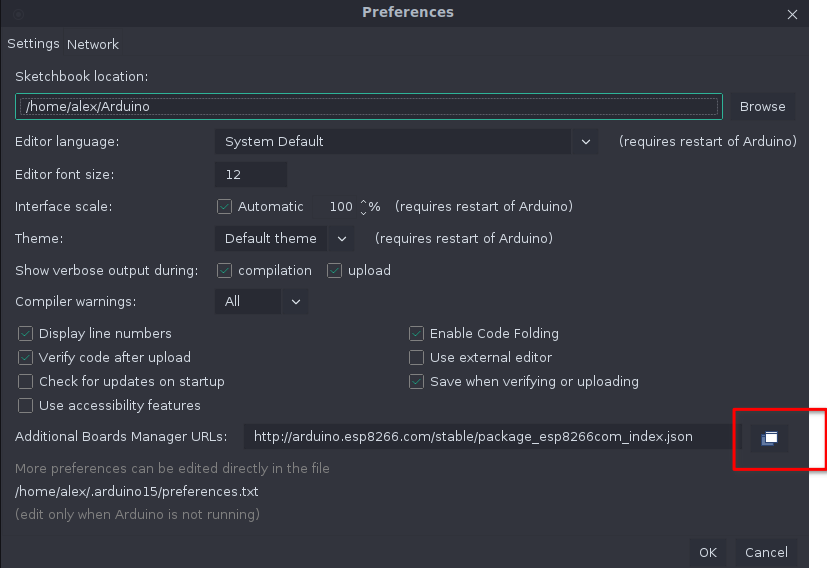 Preferences
Settings Network
Sketchbook location:
/home/alex/Arduino Browse
Editor language: System Default (requires restart of Arduino)
Editor font size: 12
Interface scale: Automatic 100 % (requires restart of Arduino)
Theme: Default theme (requires restart of Arduino)
Show verbose output during: compilation upload
Compiler warnings: All
Display line numbers Enable Code Folding
Verify code after upload Use external editor
Check for updates on startup Save when verifying or uploading
Use accessibility features
Additional Boards Manager URLs: http://arduino.esp8266.com/stable/package_esp8266com_index.json
More preferences can be edited directly in the file
/home/alex/.arduino15/preferences.txt
(edit only when Arduino is not running)
OK Cancel